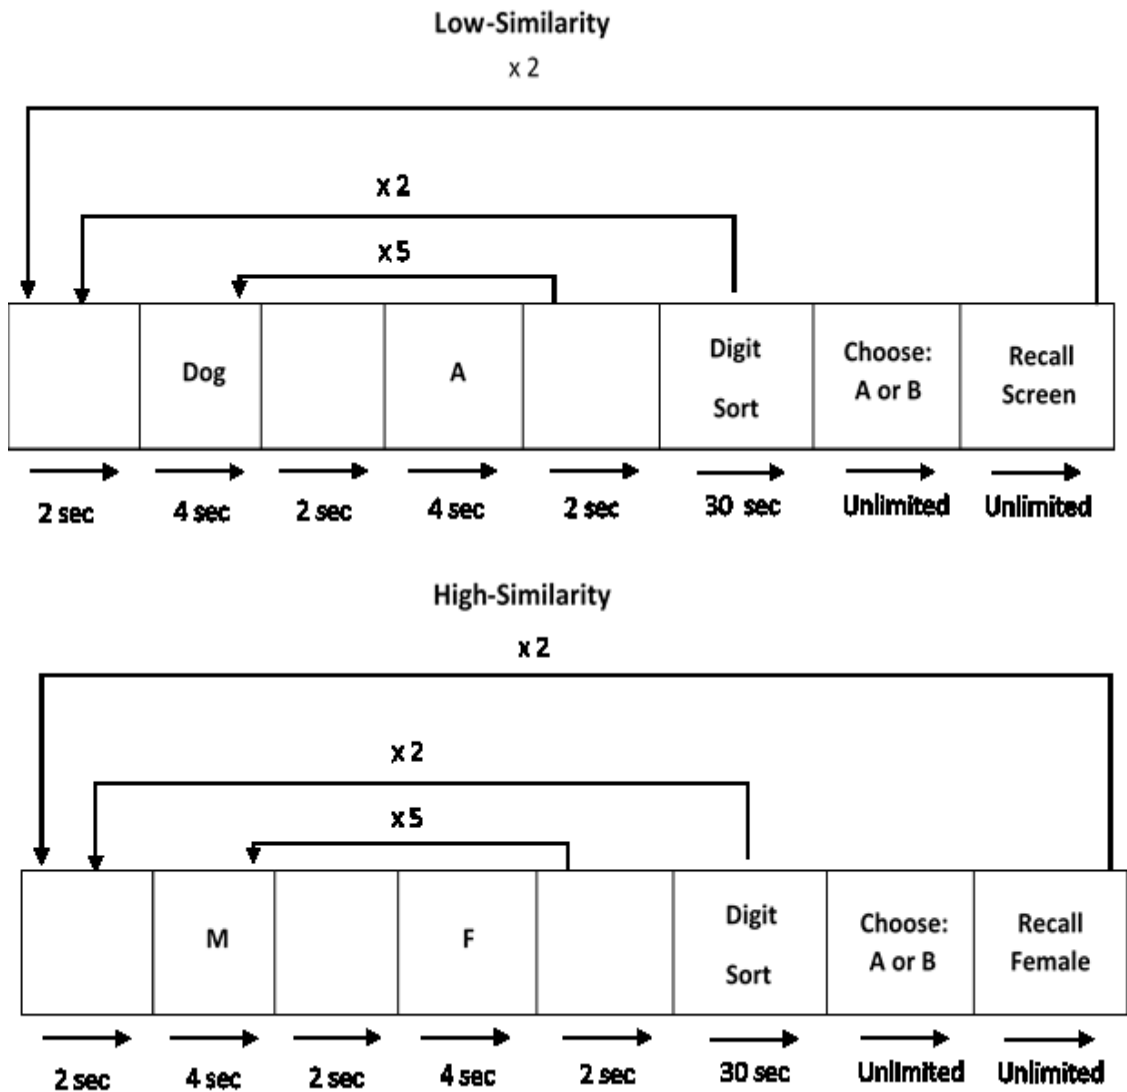 Low-Similarity
x 2
x 2
x 5
Dog
A
Digit
Sort
Choose:
A or B
Recall
Screen
2 sec
4 sec
2 sec
4 sec
2 sec
30 sec
Unlimited
Unlimited
High-Similarity
x 2
x 2
x 5
M
F
Digit
Sort
Choose:
A or B
Recall
Female
2 sec
4 sec
2 sec
4 sec
2 sec
30 sec
Unlimited
Unlimited